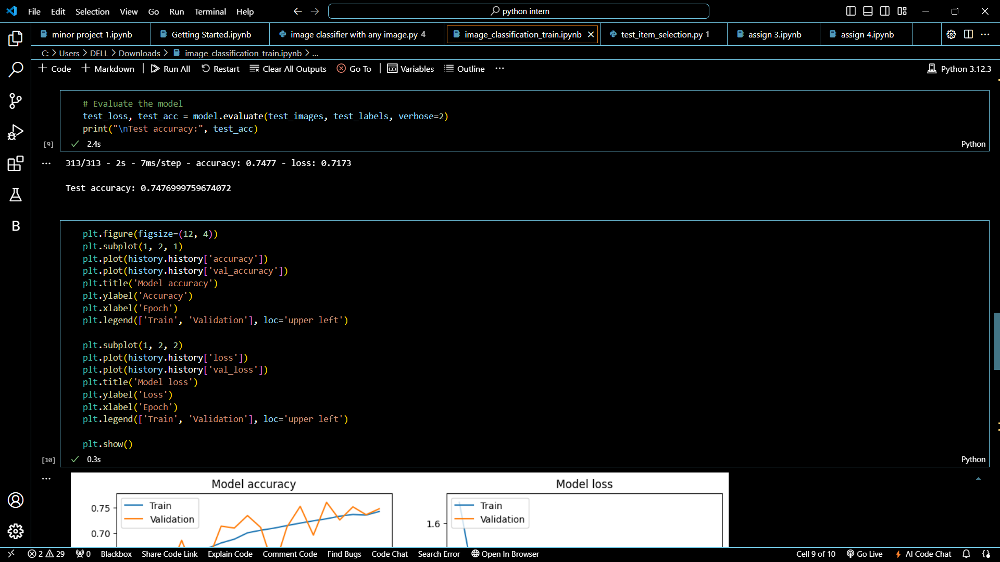 File Edit Selection View Go Run Terminal Help
python intern
minor project 1.ipynb
Getting Started.ipynb
image classifier with any image.py 4
image_classification_train.ipynb
test_item_selection.py 1
assign 3.ipynb
assign 4.ipynb
C: > Users > DELL > Downloads > image_classification_train.ipynb > ...
+ Code + Markdown | Run All Restart Clear All Outputs Go To | Variables Outline ...
Python 3.12.3
# Evaluate the model
test_loss, test_acc = model.evaluate(test_images, test_labels, verbose=2)
print("\nTest accuracy:", test_acc)
[9] 2.4s Python
313/313 - 2s - 7ms/step - accuracy: 0.7477 - loss: 0.7173
Test accuracy: 0.7476999759674072
plt.figure(figsize=(12, 4))
plt.subplot(1, 2, 1)
plt.plot(history.history['accuracy'])
plt.plot(history.history['val_accuracy'])
plt.title('Model accuracy')
plt.ylabel('Accuracy')
plt.xlabel('Epoch')
plt.legend(['Train', 'Validation'], loc='upper left')
plt.subplot(1, 2, 2)
plt.plot(history.history['loss'])
plt.plot(history.history['val_loss'])
plt.title('Model loss')
plt.ylabel('Loss')
plt.xlabel('Epoch')
plt.legend(['Train', 'Validation'], loc='upper left')
plt.show()
[10] 0.3s Python
Model accuracy
0.75
0.70
Train
Validation
Model loss
1.6
Train
Validation
2 29 0 Blackbox Share Code Link Explain Code Comment Code Find Bugs Code Chat Search Error Open In Browser
Cell 9 of 10 Go Live AI Code Chat